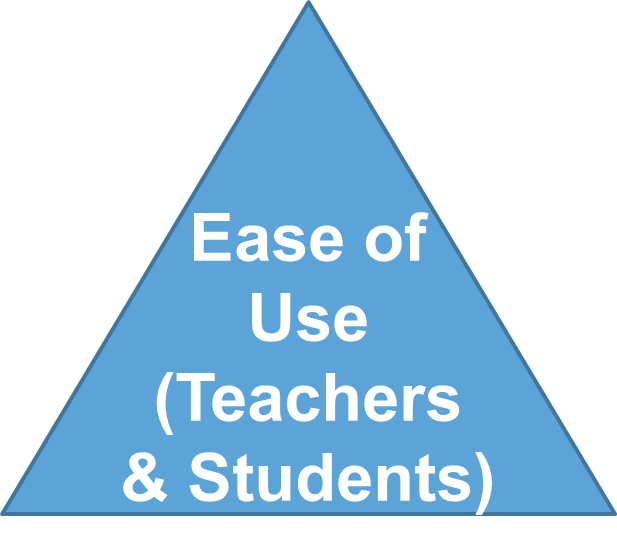 Ease of
Use
(Teachers
& Students)